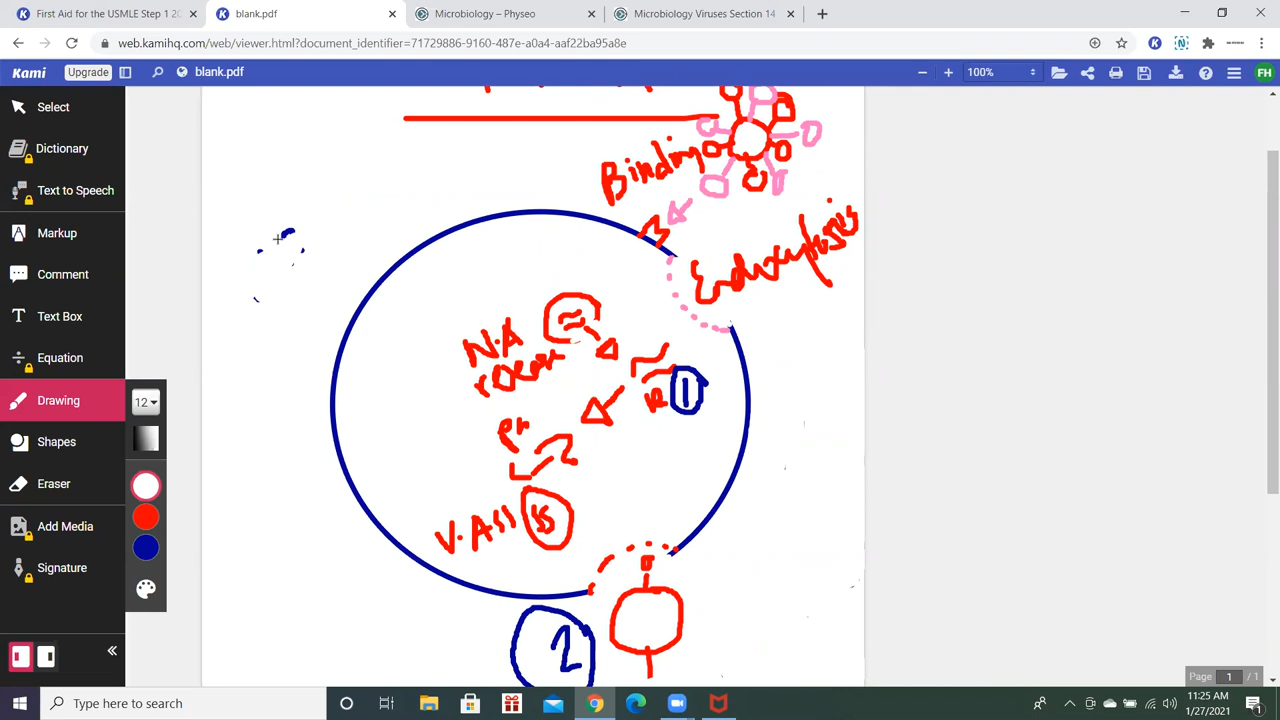 First Aid for the USMLE Step 1 20
blank.pdf
Microbiology – Physeo
Microbiology Viruses Section 14
web.kamihq.com/web/viewer.html?document_identifier=71729886-9160-487e-abc4-aaf22ba95a8e
Kami
Upgrade
blank.pdf
100%
FH
Select
Dictionary
Text to Speech
Markup
Comment
Text Box
Equation
Drawing
12
Shapes
Eraser
Add Media
Signature
Binding
Endocytosis
N.A
R
1
V. Ass
2
Page 1 / 1
Type here to search
11:25 AM
1/27/2021